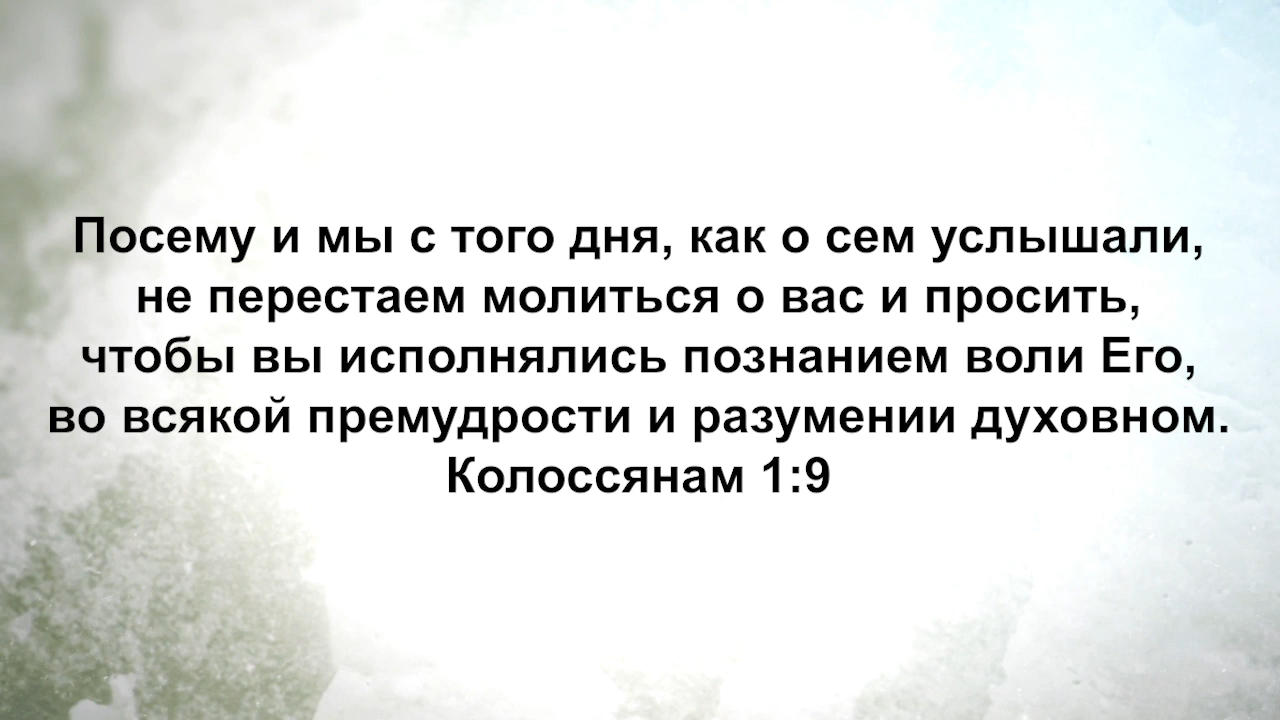 Посему и мы с того дня, как о сем услышали,
не перестаем молиться о вас и просить,
чтобы вы исполнялись познанием воли Его,
во всякой премудрости и разумении духовном.
Колоссянам 1:9